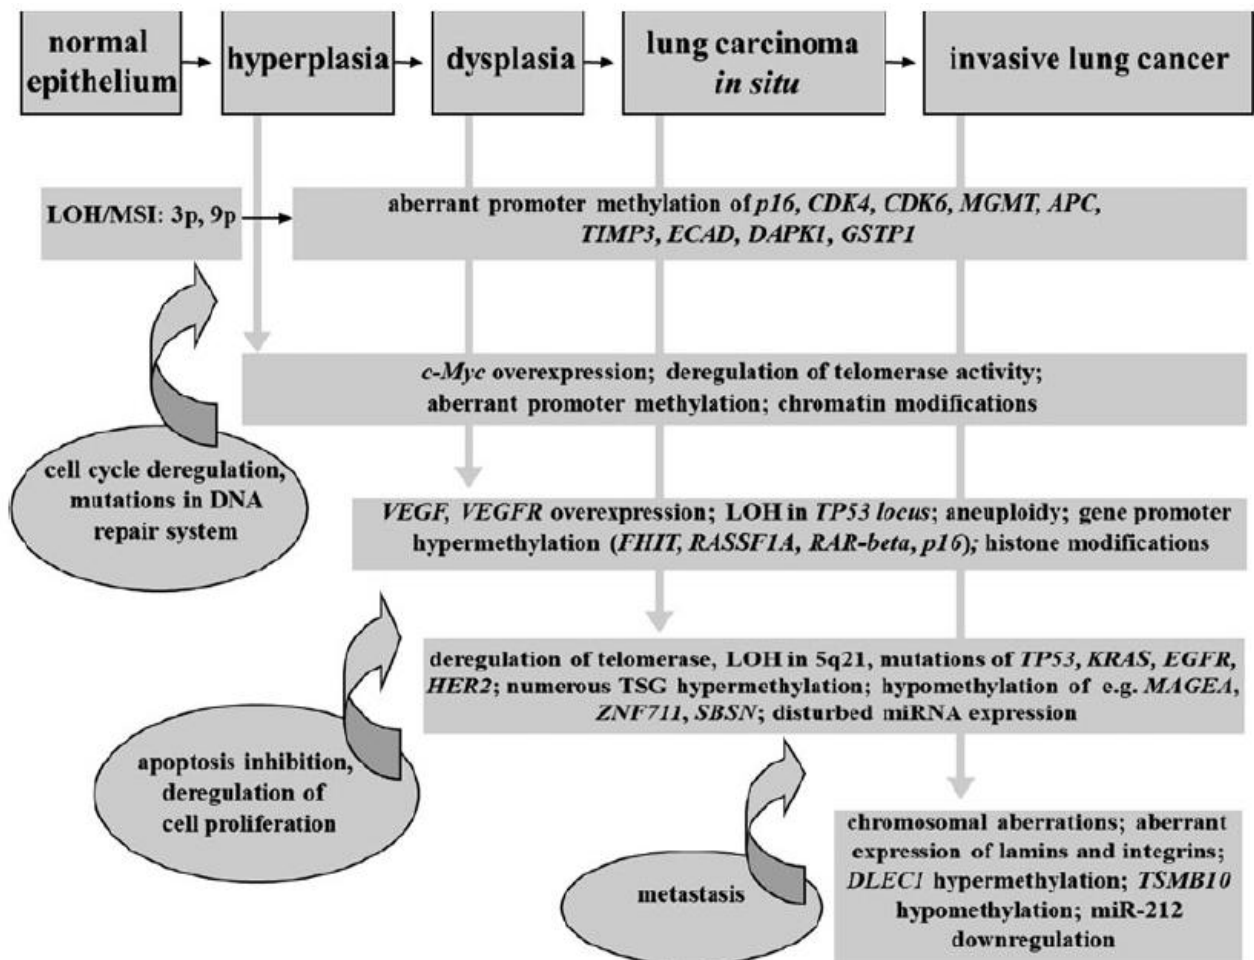 normal
epithelium
hyperplasia
dysplasia
lung carcinoma
in situ
invasive lung cancer
LOH/MSI: 3p, 9p
aberrant promoter methylation of p16, CDK4, CDK6, MGMT, APC,
TIMP3, ECAD, DAPK1, GSTP1
c-Myc overexpression; deregulation of telomerase activity;
aberrant promoter methylation; chromatin modifications
cell cycle deregulation,
mutations in DNA
repair system
VEGF, VEGFR overexpression; LOH in TP53 locus; aneuploidy; gene promoter
hypermethylation (FHIT, RASSF1A, RAR-beta, p16); histone modifications
deregulation of telomerase, LOH in 5q21, mutations of TP53, KRAS, EGFR,
HER2; numerous TSG hypermethylation; hypomethylation of e.g. MAGEA,
ZNF711, SBSN; disturbed miRNA expression
apoptosis inhibition,
deregulation of
cell proliferation
metastasis
chromosomal aberrations; aberrant
expression of lamins and integrins;
DLEC1 hypermethylation; TSMB10
hypomethylation; miR-212
downregulation